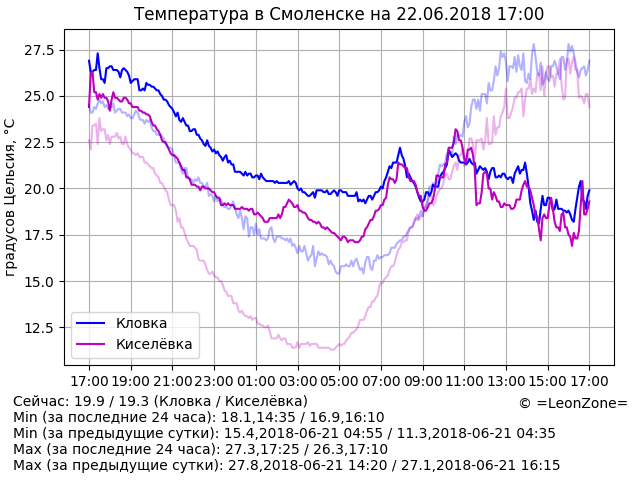 Температура в Смоленске на 22.06.2018 17:00
градусов Цельсия, °C
27.5
25.0
22.5
20.0
17.5
15.0
12.5
Кловка
Киселёвка
17:00 19:00 21:00 23:00 01:00 03:00 05:00 07:00 09:00 11:00 13:00 15:00 17:00
Сейчас: 19.9 / 19.3 (Кловка / Киселёвка)
© =LeonZone=
Min (за последние 24 часа): 18.1,14:35 / 16.9,16:10
Min (за предыдущие сутки): 15.4,2018-06-21 04:55 / 11.3,2018-06-21 04:35
Max (за последние 24 часа): 27.3,17:25 / 26.3,17:10
Max (за предыдущие сутки): 27.8,2018-06-21 14:20 / 27.1,2018-06-21 16:15